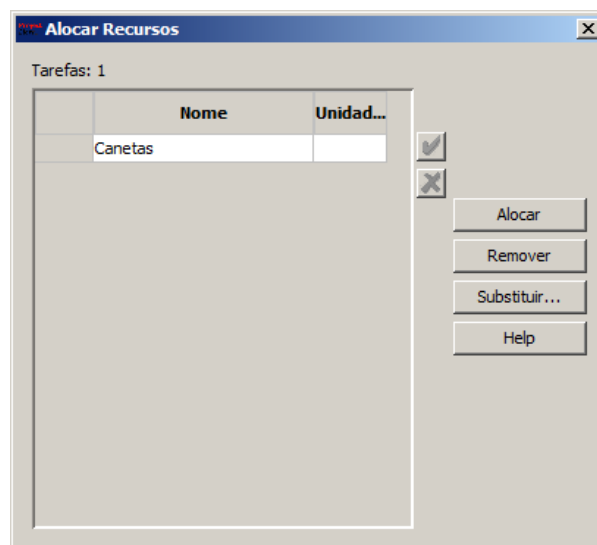 Alocar Recursos
Tarefas: 1
Nome Unidad...
Canetas
Alocar
Remover
Substituir...
Help